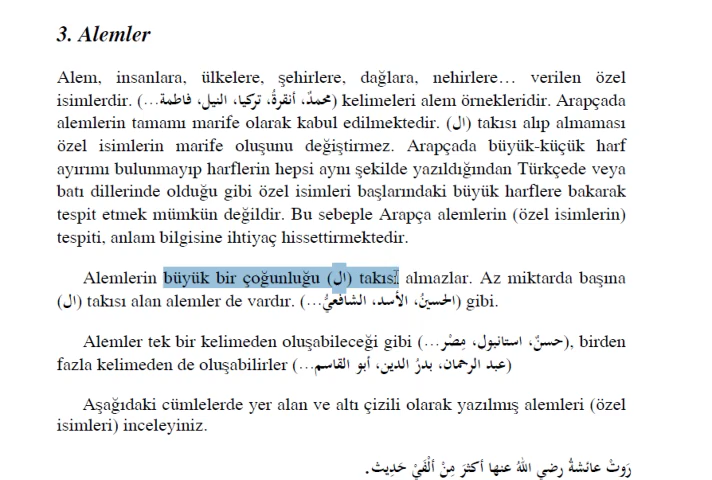 3. Alemler
Alem, insanlara, ülkelere, şehirlere, dağlara, nehirlere… verilen özel
isimlerdir. (محمدٌ، أنقرةُ، تركيا، النيل، فاطمة…) kelimeleri alem örnekleridir. Arapçada
alemlerin tamamı marife olarak kabul edilmektedir. (ال) takısı alıp almaması
özel isimlerin marife oluşunu değiştirmez. Arapçada büyük-küçük harf
ayırımı bulunmayıp harflerin hepsi aynı şekilde yazıldığından Türkçede veya
batı dillerinde olduğu gibi özel isimleri başlarındaki büyük harflere bakarak
tespit etmek mümkün değildir. Bu sebeple Arapça alemlerin (özel isimlerin)
tespiti, anlam bilgisine ihtiyaç hissettirmektedir.
Alemlerin büyük bir çoğunluğu (ال) takısı almazlar. Az miktarda başına
(ال) takısı alan alemler de vardır. (الحسينُ، الأسد، الشافعيُّ…) gibi.
Alemler tek bir kelimeden oluşabileceği gibi (حسنٌ، استانبول، مِصْر…), birden
fazla kelimeden de oluşabilirler (عبد الرحمان، بدرُ الدين، أبو القاسم…)
Aşağıdaki cümlelerde yer alan ve altı çizili olarak yazılmış alemleri (özel
isimleri) inceleyiniz.
رَوتْ عائشةُ رضي اللهُ عنها أكثرَ مِنْ ألْفَيْ حَدِيث.